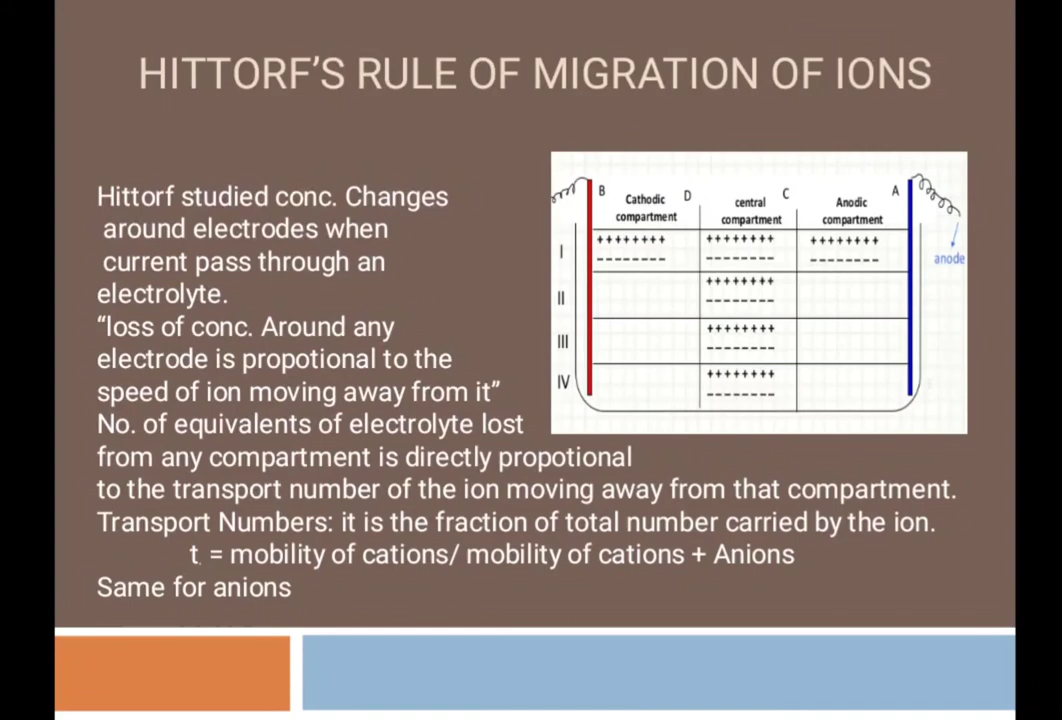 HITTORF'S RULE OF MIGRATION OF IONS
Hittorf studied conc. Changes
around electrodes when
current pass through an
electrolyte.
“loss of conc. Around any
electrode is propotional to the
speed of ion moving away from it”
No. of equivalents of electrolyte lost
from any compartment is directly propotional
to the transport number of the ion moving away from that compartment.
Transport Numbers: it is the fraction of total number carried by the ion.
t. = mobility of cations/ mobility of cations + Anions
Same for anions
B Cathodic compartment D central compartment C Anodic compartment A
anode
I ++++++++ -------- ++++++++ -------- ++++++++ --------
II ++++++++ --------
III ++++++++ --------
IV ++++++++ --------